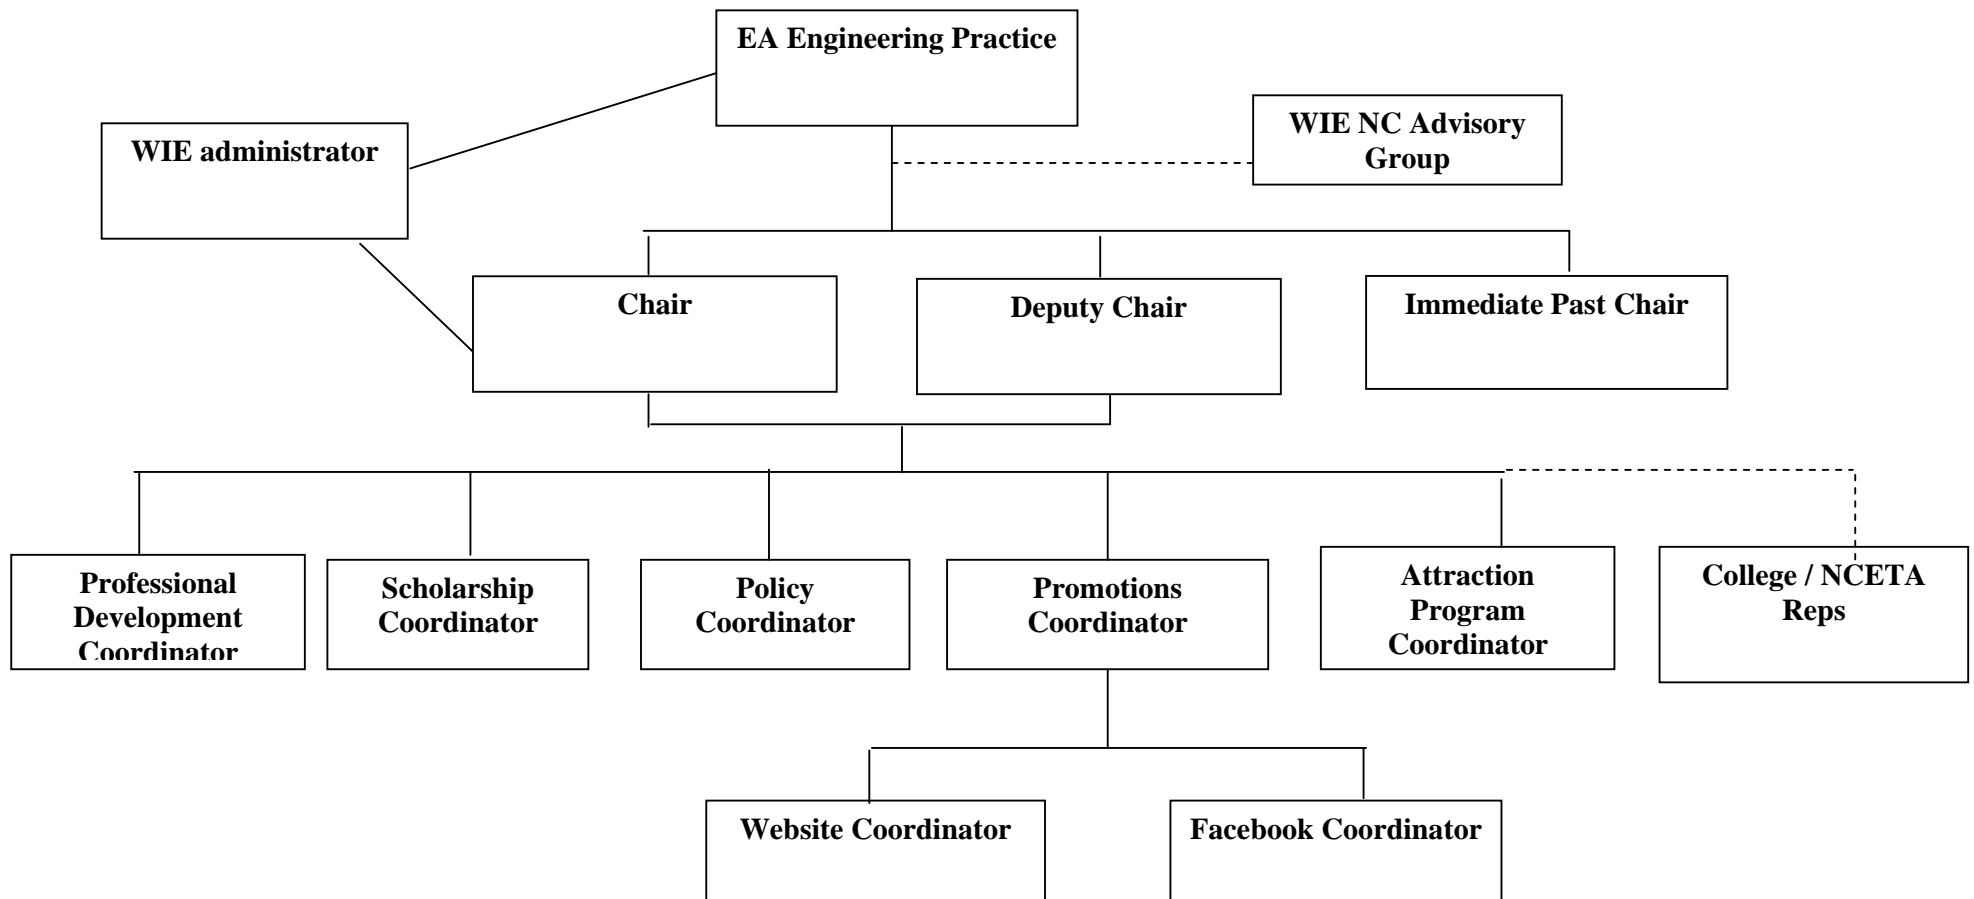 EA Engineering Practice
WIE NC Advisory
Group
WIE administrator
Chair
Deputy Chair
Immediate Past Chair
Professional
Development
Coordinator
Scholarship
Coordinator
Policy
Coordinator
Promotions
Coordinator
Attraction
Program
Coordinator
College / NCETA
Reps
Website Coordinator
Facebook Coordinator